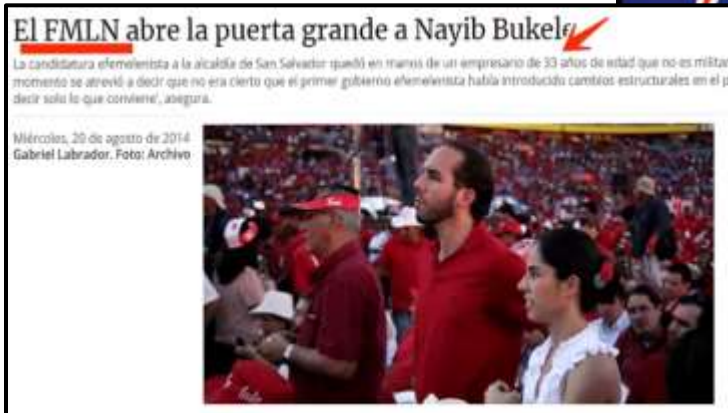 El FMLN abre la puerta grande a Nayib Bukele
La candidatura efemelenista a la alcaldía de San Salvador quedó en manos de un empresario de 33 años de edad que no es militar
momento se atrevió a decir que no era cierto que el primer gobierno efemelenista había introducido cambios estructurales en el p
decir solo lo que conviene', asegura.
Miércoles, 20 de agosto de 2014
Gabriel Labrador. Foto: Archivo